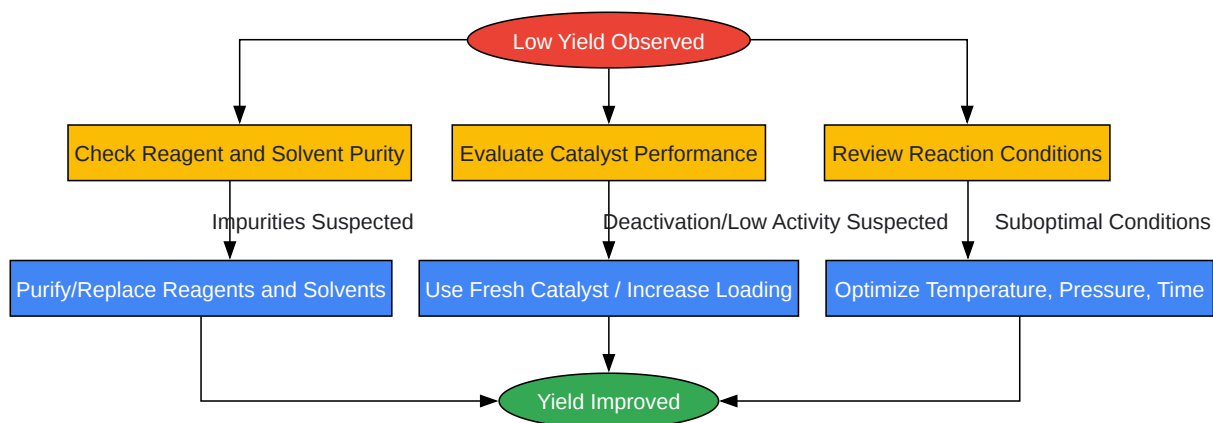 Low Yield Observed
Check Reagent and Solvent Purity
Evaluate Catalyst Performance
Review Reaction Conditions
Impurities Suspected
Deactivation/Low Activity Suspected
Suboptimal Conditions
Purify/Replace Reagents and Solvents
Use Fresh Catalyst / Increase Loading
Optimize Temperature, Pressure, Time
Yield Improved